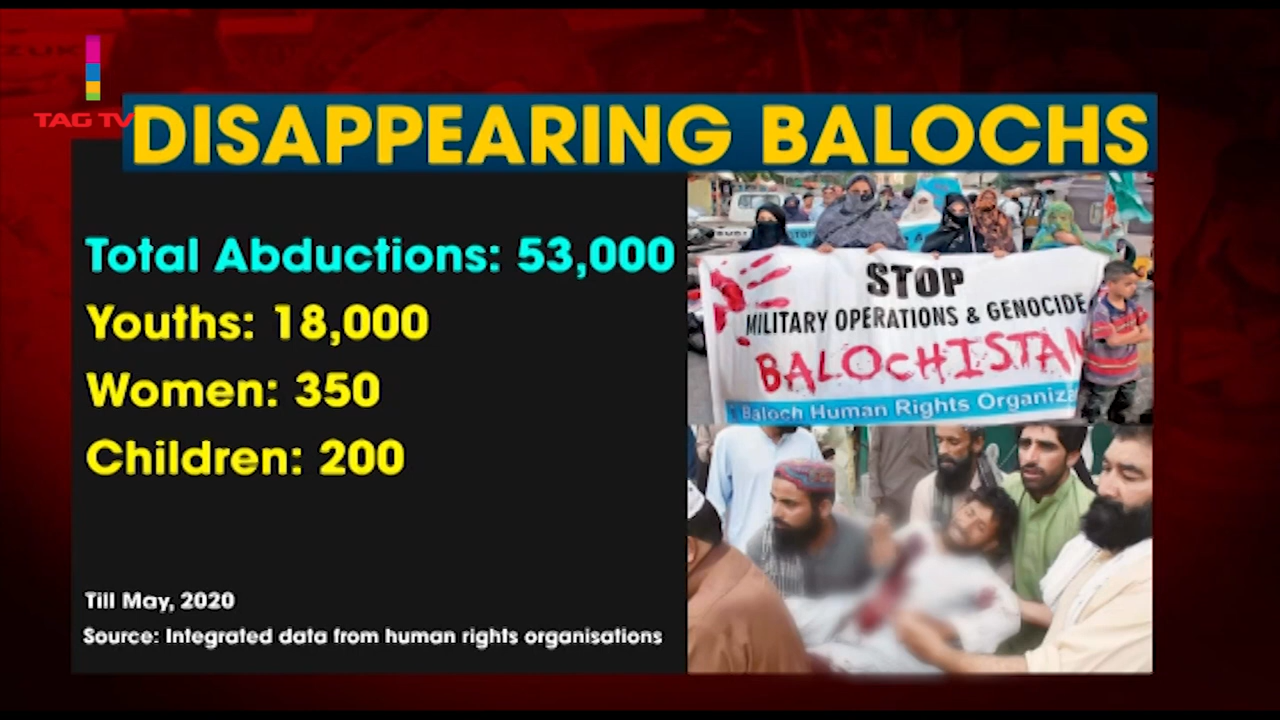 TAG TV
DISAPPEARING BALOCHS
Total Abductions: 53,000
Youths: 18,000
Women: 350
Children: 200
Till May, 2020
Source: Integrated data from human rights organisations
STOP
MILITARY OPERATIONS & GENOCIDE
BALOCHISTAN
Baloch Human Rights Organiza